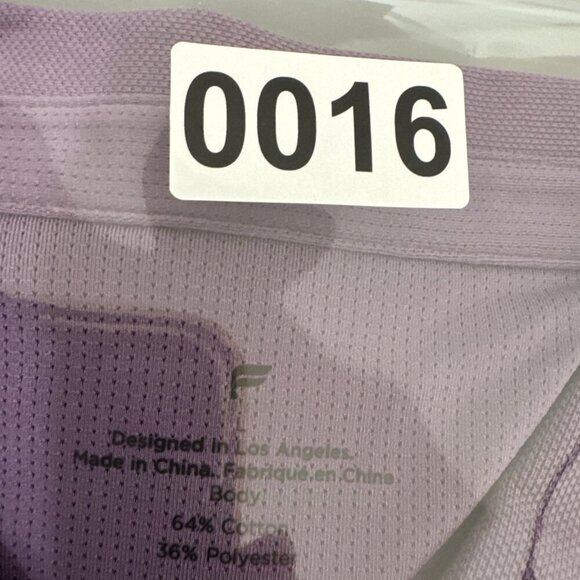 0016
F
L
Designed in Los Angeles.
Made in China. Fabriqué en Chine
Body:
64% Cotton
36% Polyester